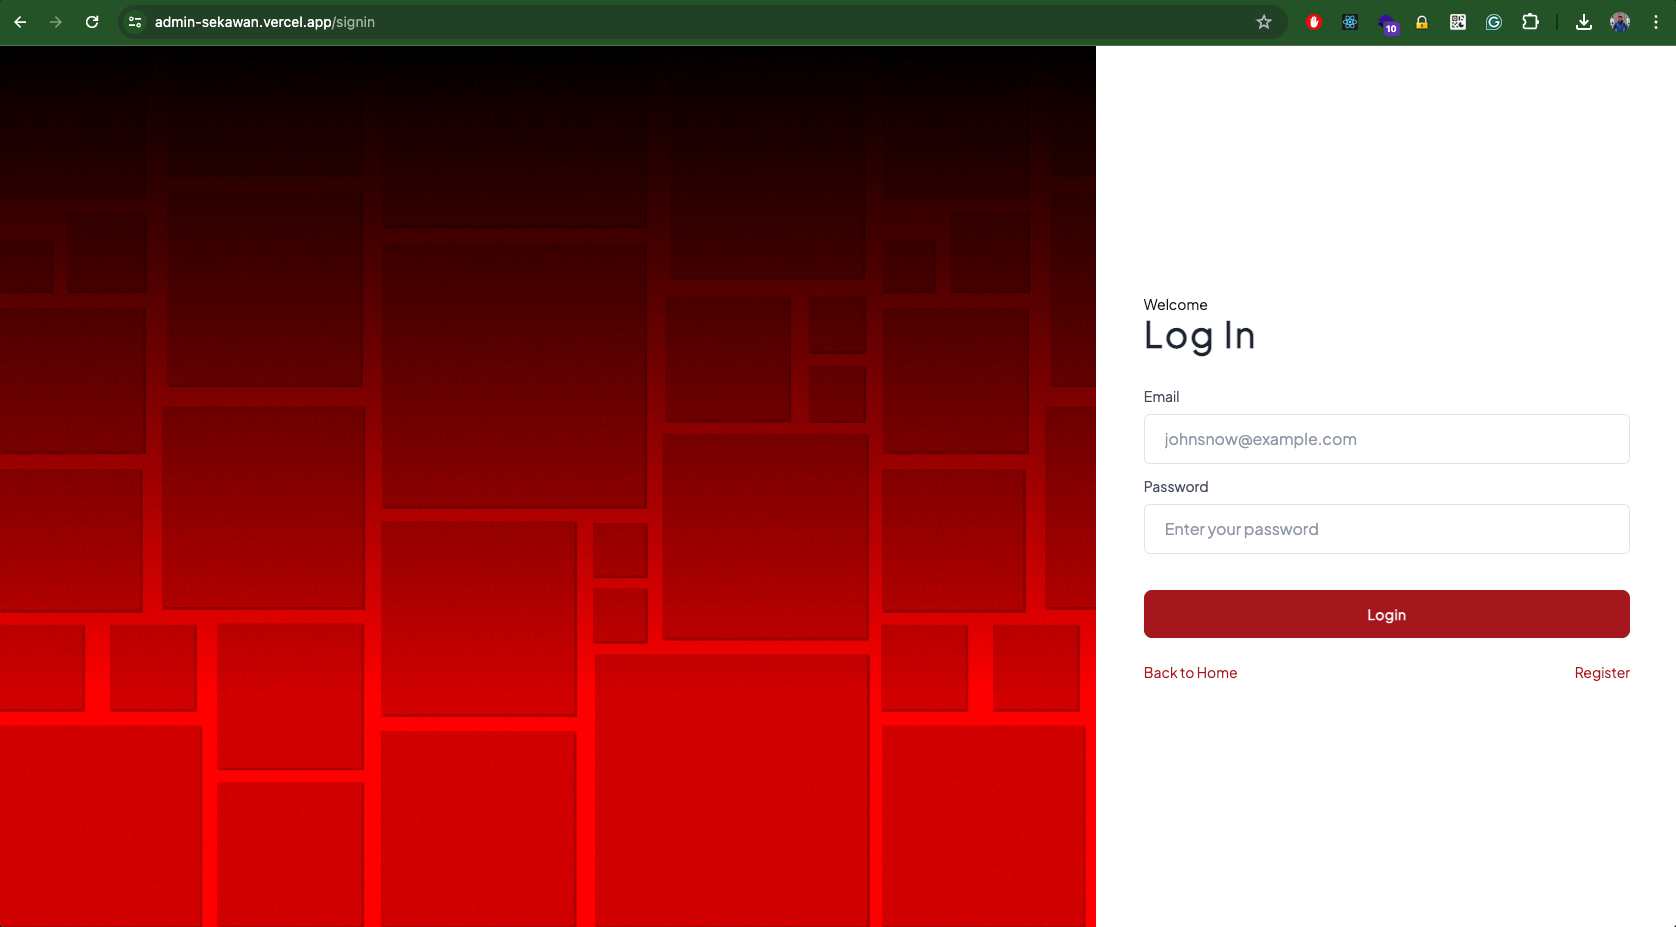 admin-sekawan.vercel.app/signin
10
Welcome
Log In
Email
johnsnow@example.com
Password
Enter your password
Login
Back to Home Register